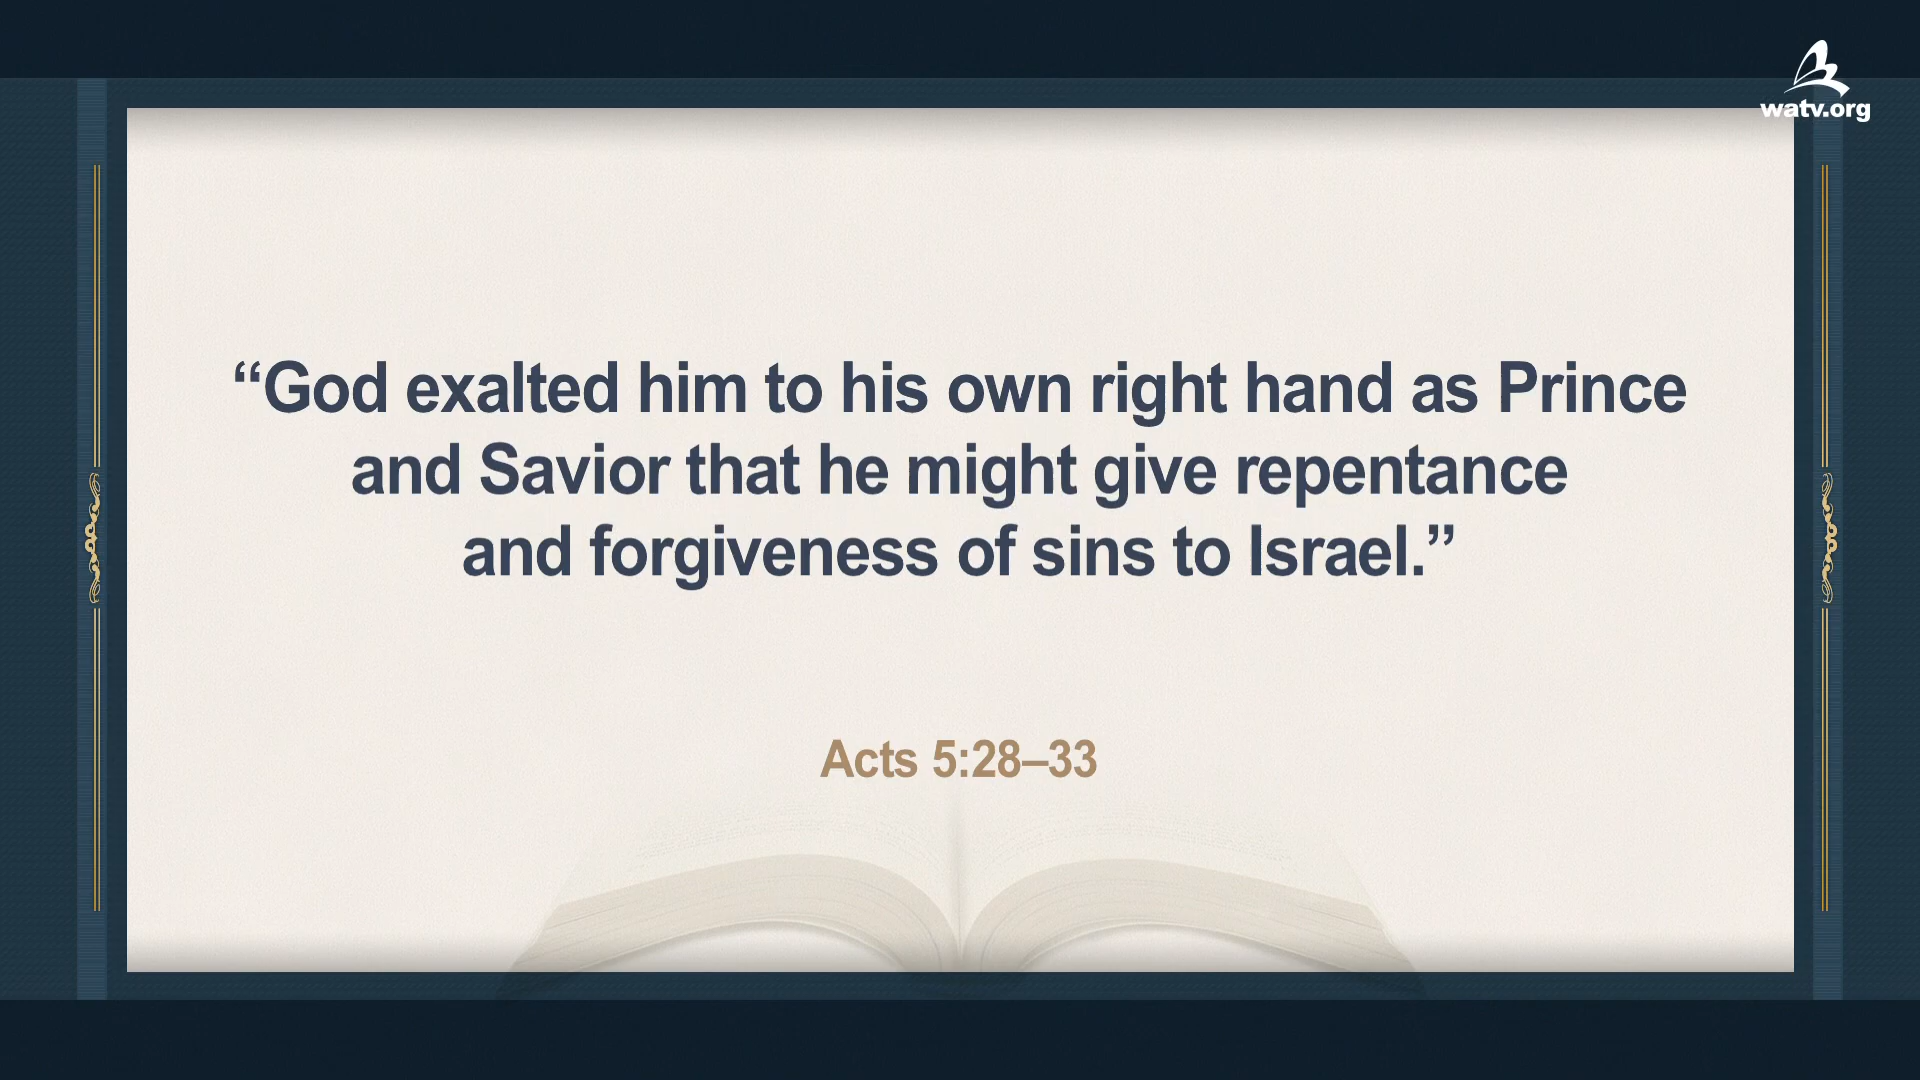 watv.org
“God exalted him to his own right hand as Prince
and Savior that he might give repentance
and forgiveness of sins to Israel.”
Acts 5:28–33